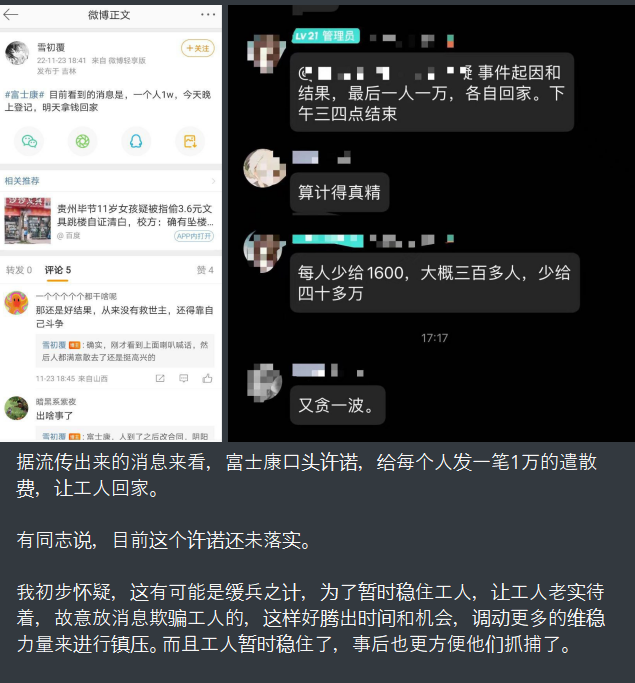 微博正文
雪初覆
+关注
22-11-23 18:41 来自 微博轻享版
发布于 吉林
#富士康# 目前看到的消息是，一个人1w，今天晚
上登记，明天拿钱回家
相关推荐
贵州毕节11岁女孩疑被指偷3.6元文
具跳楼自证清白，校方：确有坠楼...
@ 百度
APP内打开
转发 0 评论 5 赞 4
一个个个个个都干啥呢
那还是好结果，从来没有救世主，还得靠自
己斗争
雪初覆 : 确实，刚才看到上面喇叭喊话，然
后人都满意散去了还是挺高兴的
11-23 18:45 来自山西
暗黑系紫夜
出啥事了
雪初覆 : 富士康，人到了之后改合同，阴阳
LV 21 管理员
事件起因和
结果，最后一人一万，各自回家。下
午三四点结束
算计得真精
每人少给1600，大概三百多人，少给
四十多万
17:17
又贪一波。
据流传出来的消息来看，富士康口头许诺，给每个人发一笔1万的遣散
费，让工人回家。
有同志说，目前这个许诺还未落实。
我初步怀疑，这有可能是缓兵之计，为了暂时稳住工人，让工人老实待
着，故意放消息欺骗工人的，这样好腾出时间和机会，调动更多的维稳
力量来进行镇压。而且工人暂时稳住了，事后也更方便他们抓捕了。